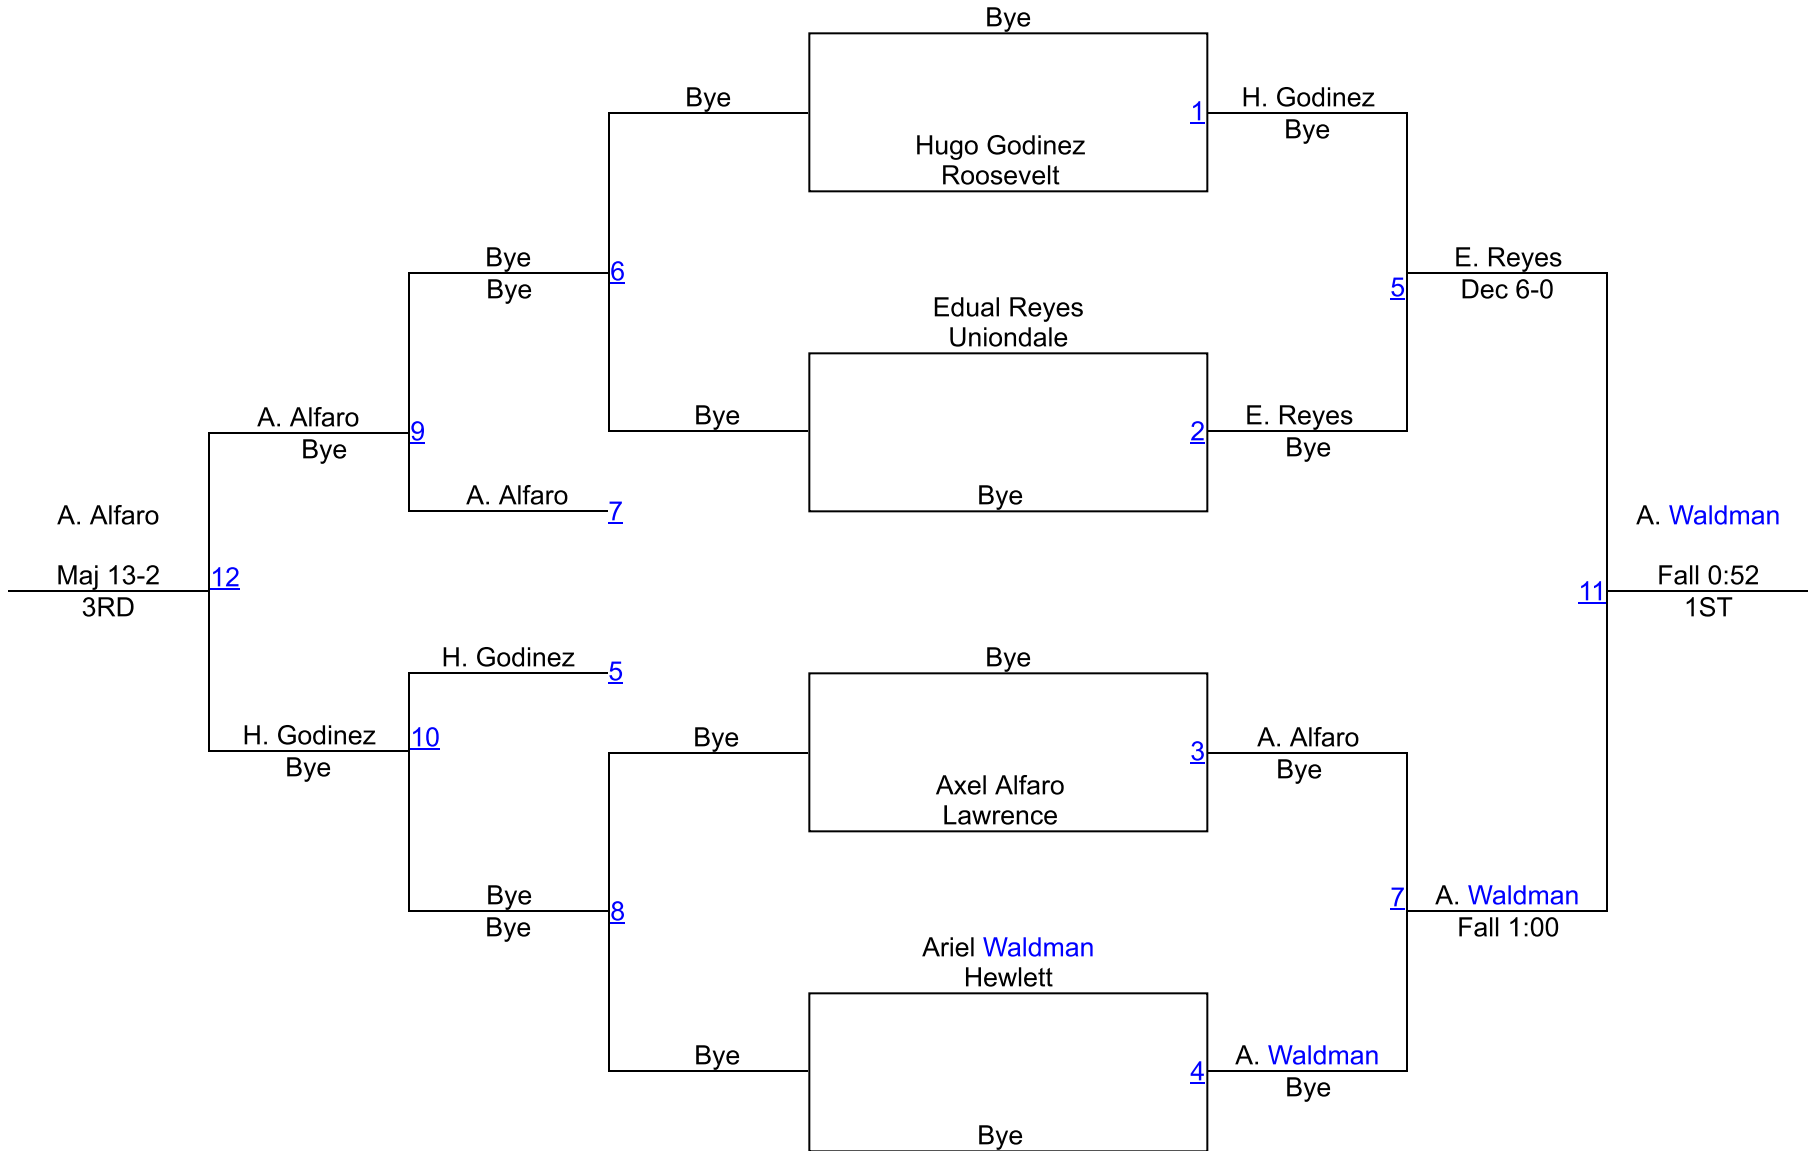 Bye
Bye
1
H. Godinez
Bye
Hugo Godinez
Roosevelt
Bye
Bye
6
E. Reyes
Dec 6-0
5
Edual Reyes
Uniondale
A. Alfaro
Bye
9
Bye
2
E. Reyes
Bye
A. Alfaro
7
Bye
A. Alfaro
Maj 13-2
3RD
12
A. Waldman
Fall 0:52
1ST
11
H. Godinez
5
Bye
H. Godinez
Bye
10
Bye
3
A. Alfaro
Bye
Axel Alfaro
Lawrence
Bye
Bye
8
7
A. Waldman
Fall 1:00
Ariel Waldman
Hewlett
Bye
4
A. Waldman
Bye
Bye